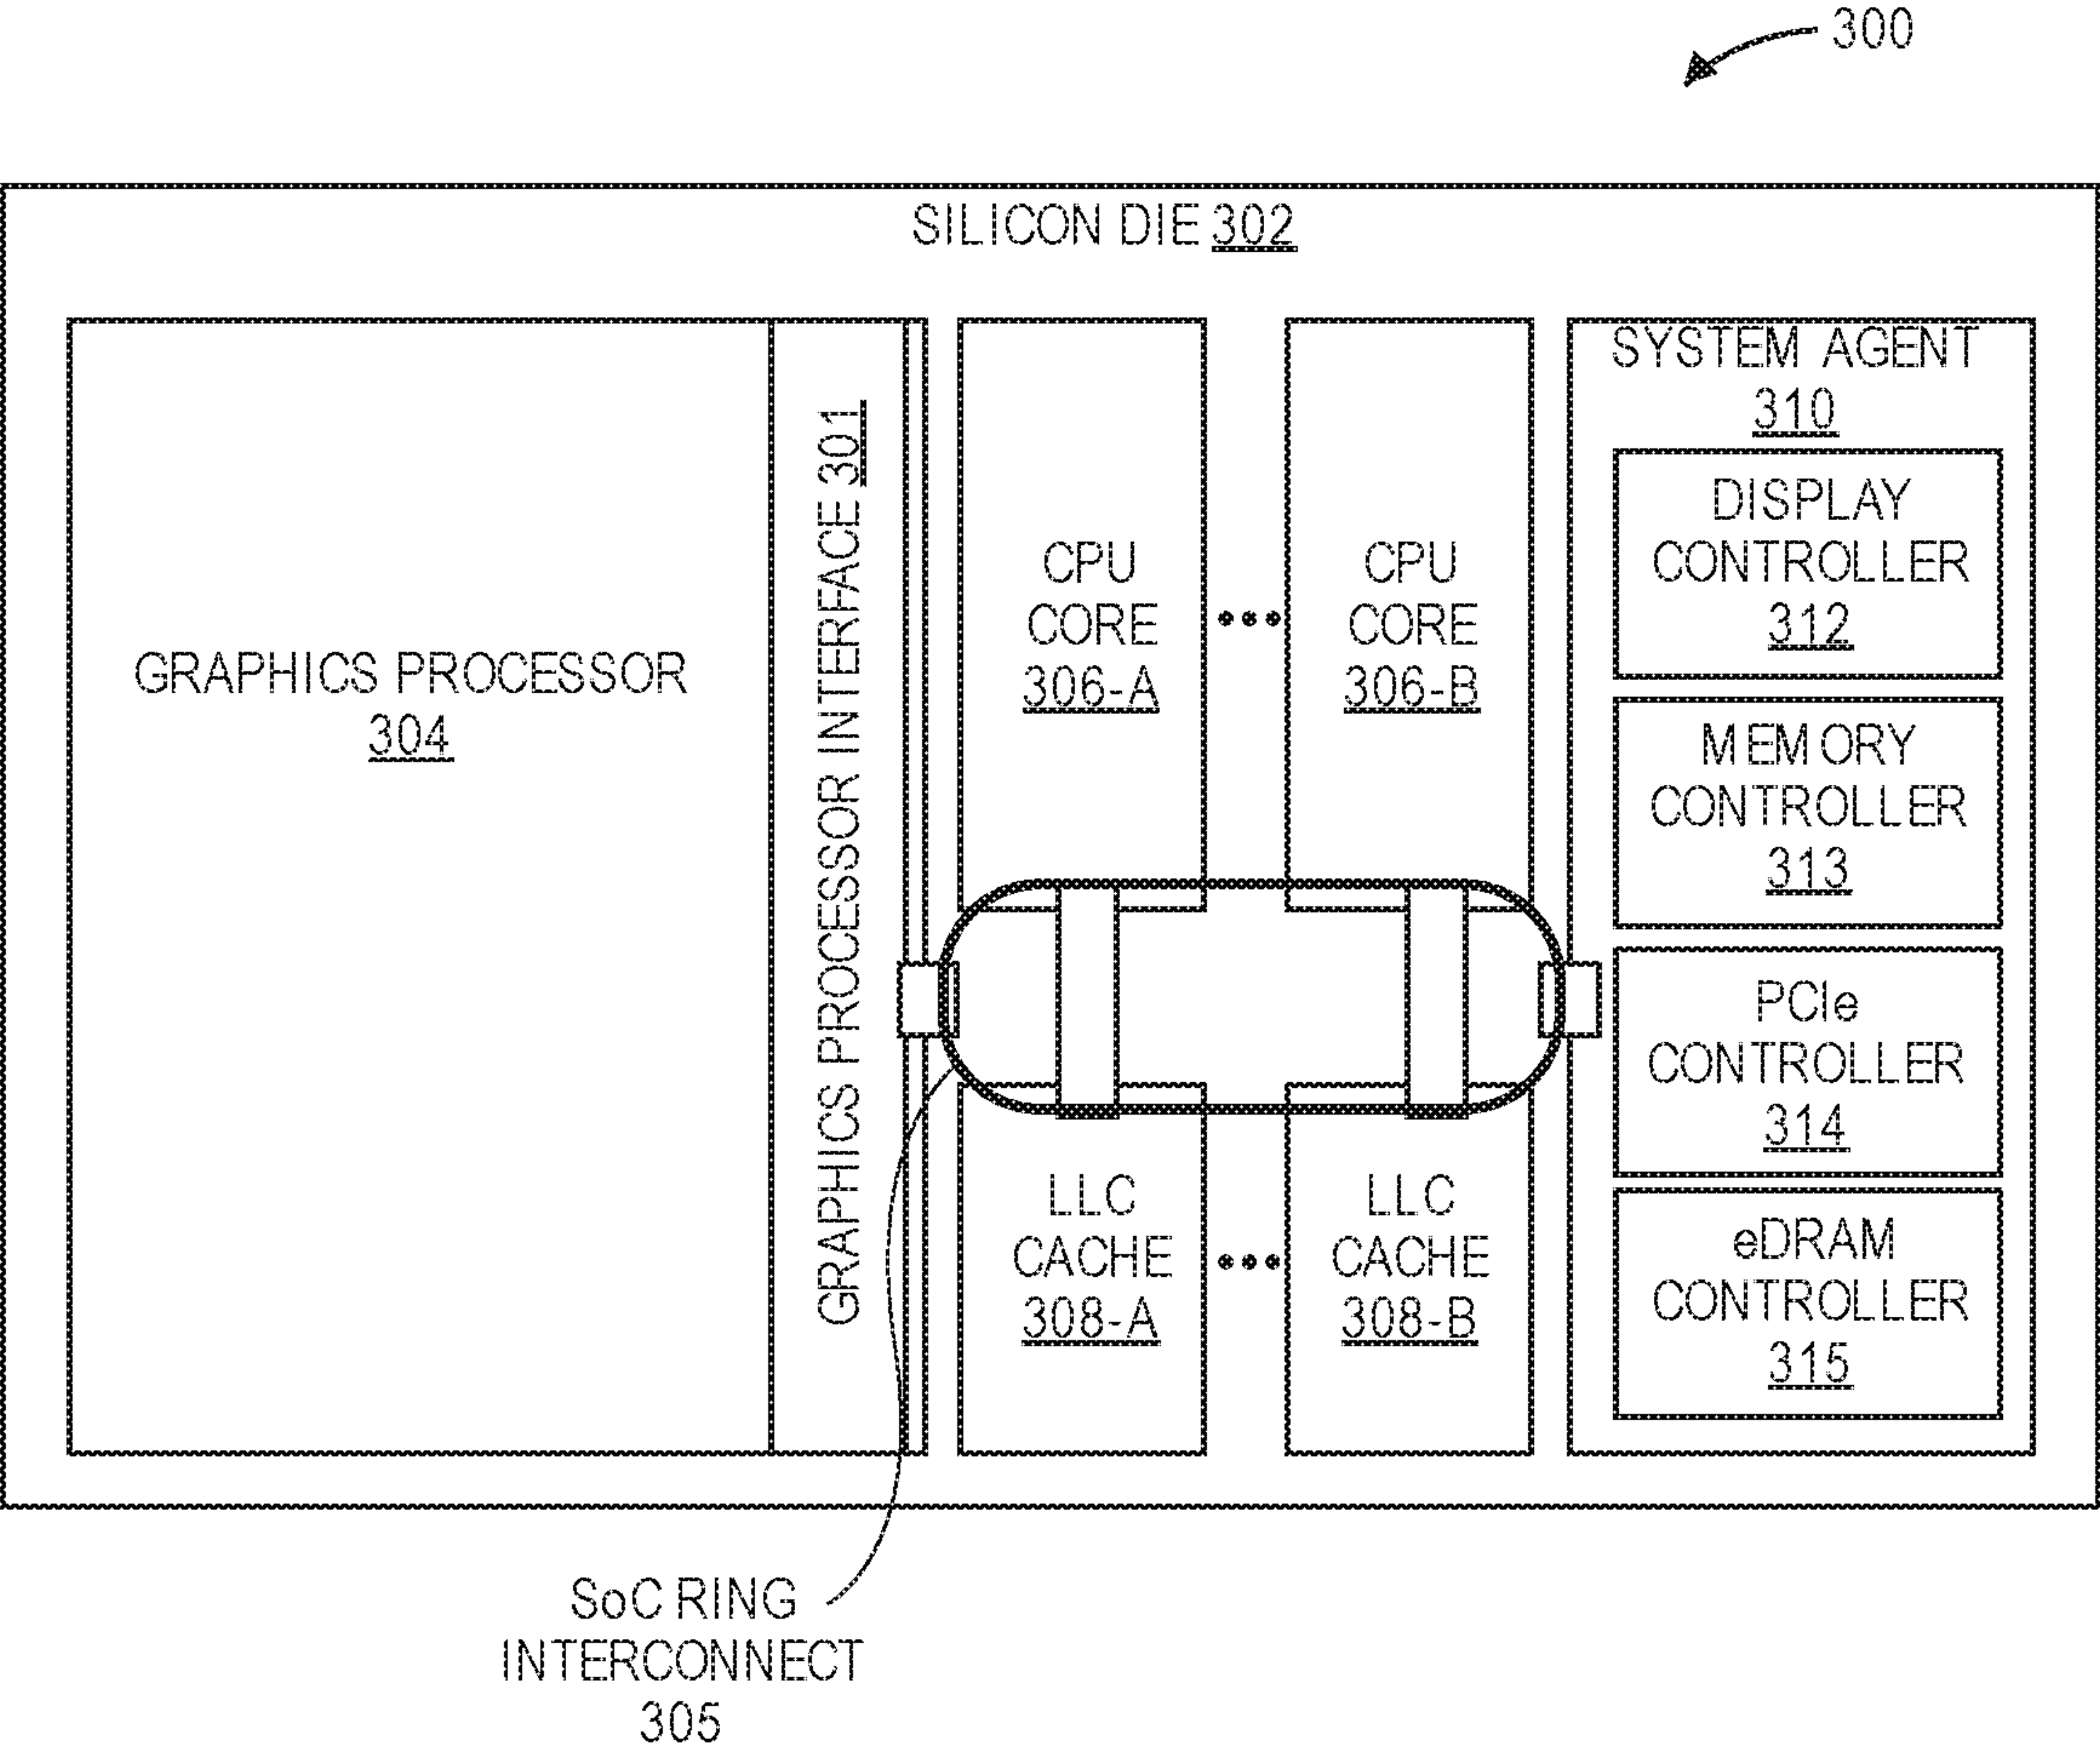 300
SILICON DIE 302
GRAPHICS PROCESSOR
304
GRAPHICS PROCESSOR INTERFACE 301
CPU
CORE
306-A
CPU
CORE
306-B
LLC
CACHE
308-A
LLC
CACHE
308-B
SYSTEM AGENT
310
DISPLAY
CONTROLLER
312
MEMORY
CONTROLLER
313
PCIe
CONTROLLER
314
eDRAM
CONTROLLER
315
SoC RING
INTERCONNECT
305